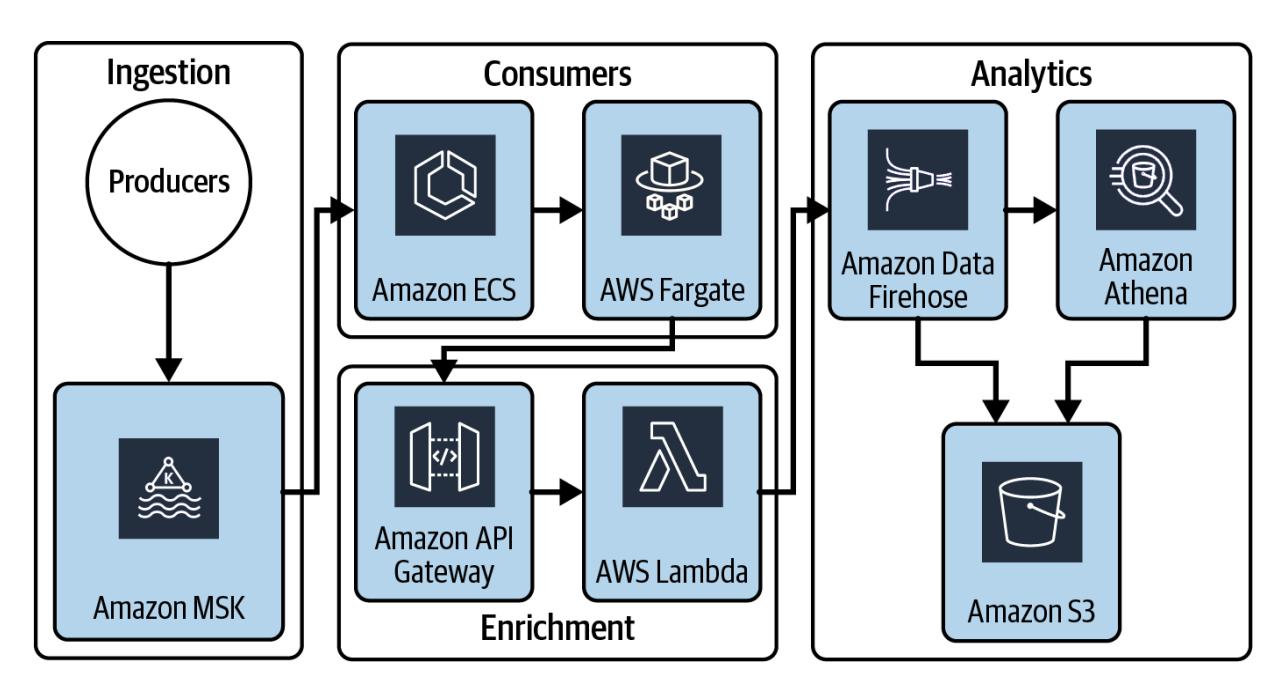 Ingestion
Producers
K
Amazon MSK
Consumers
Amazon ECS
AWS Fargate
</>
Amazon API
Gateway
AWS Lambda
Enrichment
Analytics
Amazon Data
Firehose
Amazon
Athena
Amazon S3